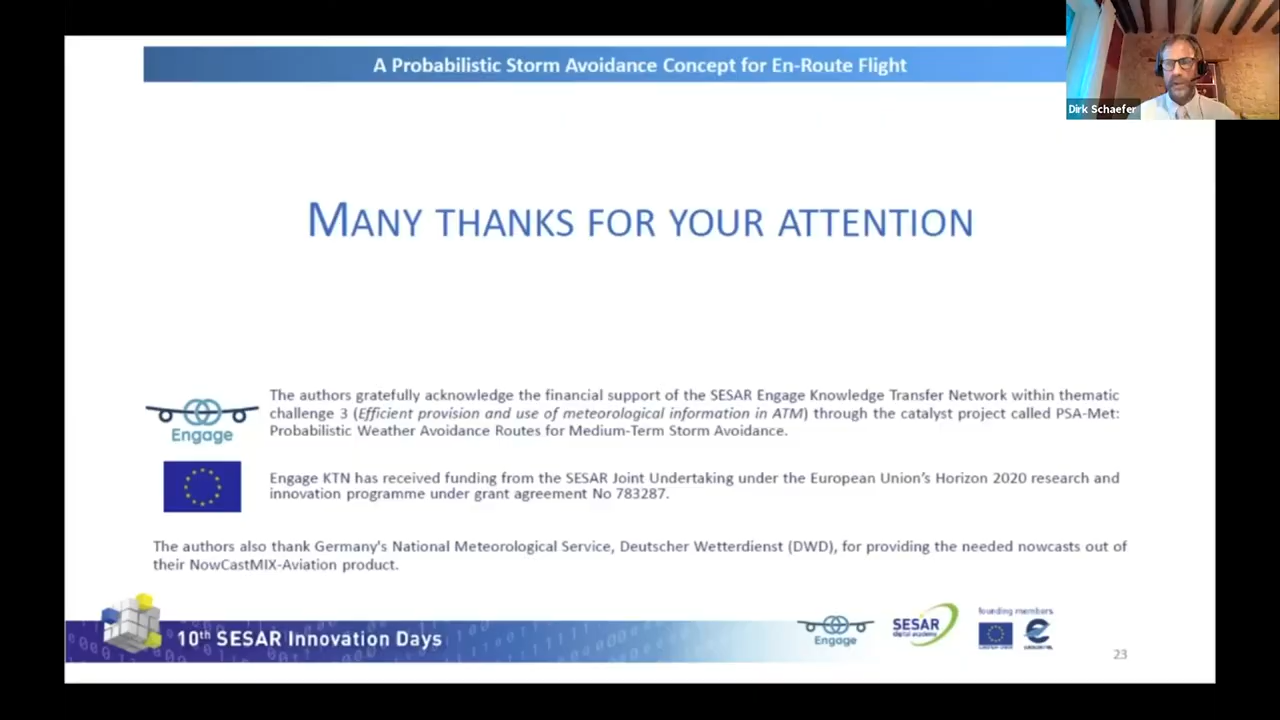 A Probabilistic Storm Avoidance Concept for En-Route Flight
Dirk Schaefer
MANY THANKS FOR YOUR ATTENTION
The authors gratefully acknowledge the financial support of the SESAR Engage Knowledge Transfer Network within thematic
challenge 3 (Efficient provision and use of meteorological information in ATM) through the catalyst project called PSA-Met:
Probabilistic Weather Avoidance Routes for Medium-Term Storm Avoidance.
Engage
Engage KTN has received funding from the SESAR Joint Undertaking under the European Union's Horizon 2020 research and
innovation programme under grant agreement No 783287.
The authors also thank Germany's National Meteorological Service, Deutscher Wetterdienst (DWD), for providing the needed nowcasts out of
their NowCastMIX-Aviation product.
10th SESAR Innovation Days
Engage
SESAR
digital academy
founding members
23